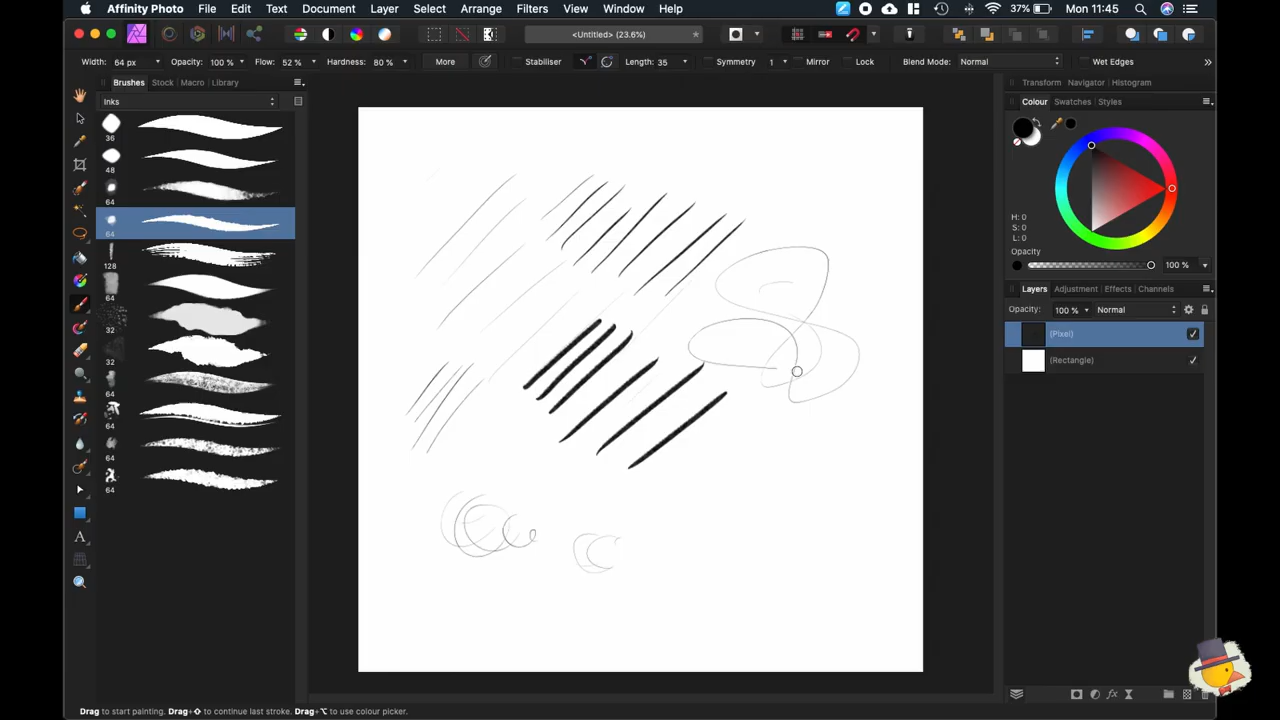 Affinity Photo File Edit Text Document Layer Select Arrange Filters View Window Help 37% Mon 11:45
<Untitled> (23.6%)
Width: 64 px Opacity: 100 % Flow: 52 % Hardness: 80 % More Stabiliser Length: 35 Symmetry 1 Mirror Lock Blend Mode: Normal Wet Edges
Brushes Stock Macro Library
Transform Navigator Histogram
Inks
Colour Swatches Styles
36
48
64
64
128
64
32
32
64
64
64
64
H: 0
S: 0
L: 0
Opacity
100 %
Layers Adjustment Effects Channels
Opacity: 100 % Normal
(Pixel)
(Rectangle)
A
Drag to start painting. Drag+⇧ to continue last stroke. Drag+⌥ to use colour picker.